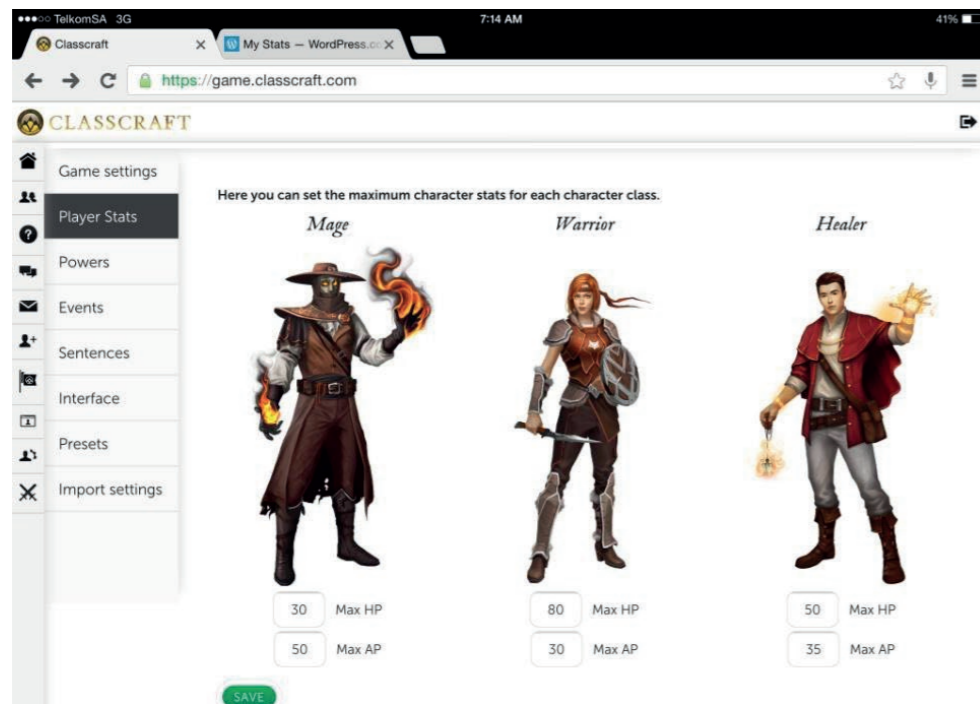 TelkomSA 3G 7:14 AM 41%
Classcraft X My Stats — WordPress.cc X
https://game.classcraft.com
CLASSCRAFT
Game settings
Player Stats
Powers
Events
Sentences
Interface
Presets
Import settings
Here you can set the maximum character stats for each character class.
Mage Warrior Healer
30 Max HP 80 Max HP 50 Max HP
50 Max AP 30 Max AP 35 Max AP
SAVE